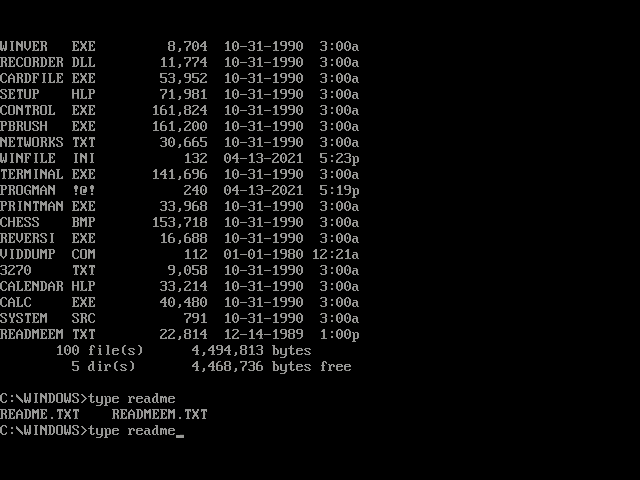 WINVER   EXE         8,704  10-31-1990  3:00a
RECORDER DLL        11,774  10-31-1990  3:00a
CARDFILE EXE        53,952  10-31-1990  3:00a
SETUP    HLP        71,981  10-31-1990  3:00a
CONTROL  EXE       161,824  10-31-1990  3:00a
PBRUSH   EXE       161,200  10-31-1990  3:00a
NETWORKS TXT        30,665  10-31-1990  3:00a
WINFILE  INI           132  04-13-2021  5:23p
TERMINAL EXE       141,696  10-31-1990  3:00a
PROGMAN  !@!           240  04-13-2021  5:19p
PRINTMAN EXE        33,968  10-31-1990  3:00a
CHESS    BMP       153,718  10-31-1990  3:00a
REVERSI  EXE        16,688  10-31-1990  3:00a
VIDDUMP  COM           112  01-01-1980 12:21a
3270     TXT         9,058  10-31-1990  3:00a
CALENDAR HLP        33,214  10-31-1990  3:00a
CALC     EXE        40,480  10-31-1990  3:00a
SYSTEM   SRC           791  10-31-1990  3:00a
READMEEM TXT        22,814  12-14-1989  1:00p
       100 file(s)      4,494,813 bytes
         5 dir(s)       4,468,736 bytes free
C:\WINDOWS>type readme
README.TXT    READMEEM.TXT
C:\WINDOWS>type readme_